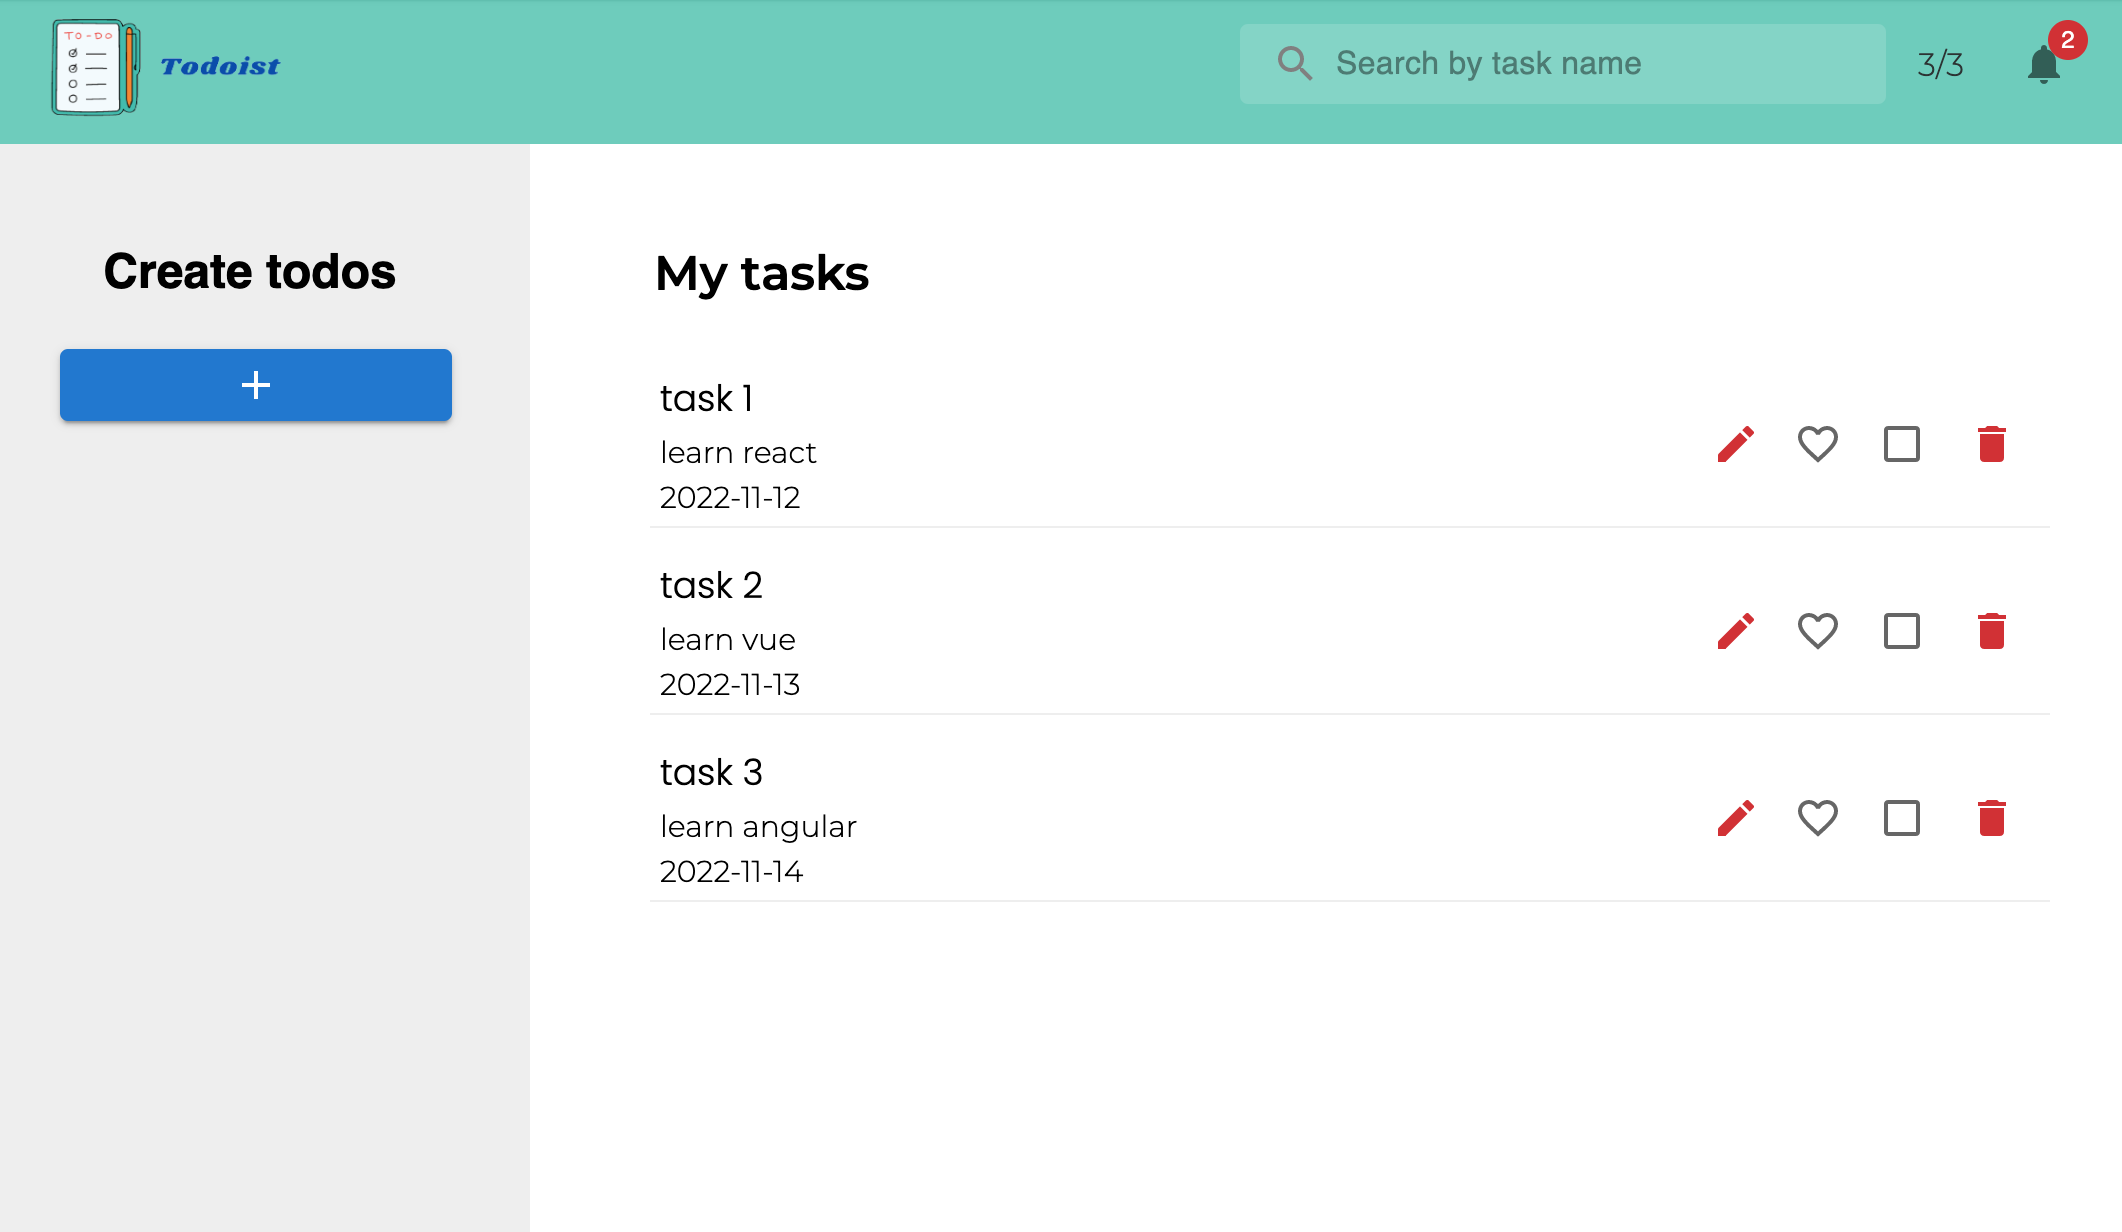 TO-DO
Todoist
Search by task name
3/3
2
Create todos
+
My tasks
task 1
learn react
2022-11-12
task 2
learn vue
2022-11-13
task 3
learn angular
2022-11-14